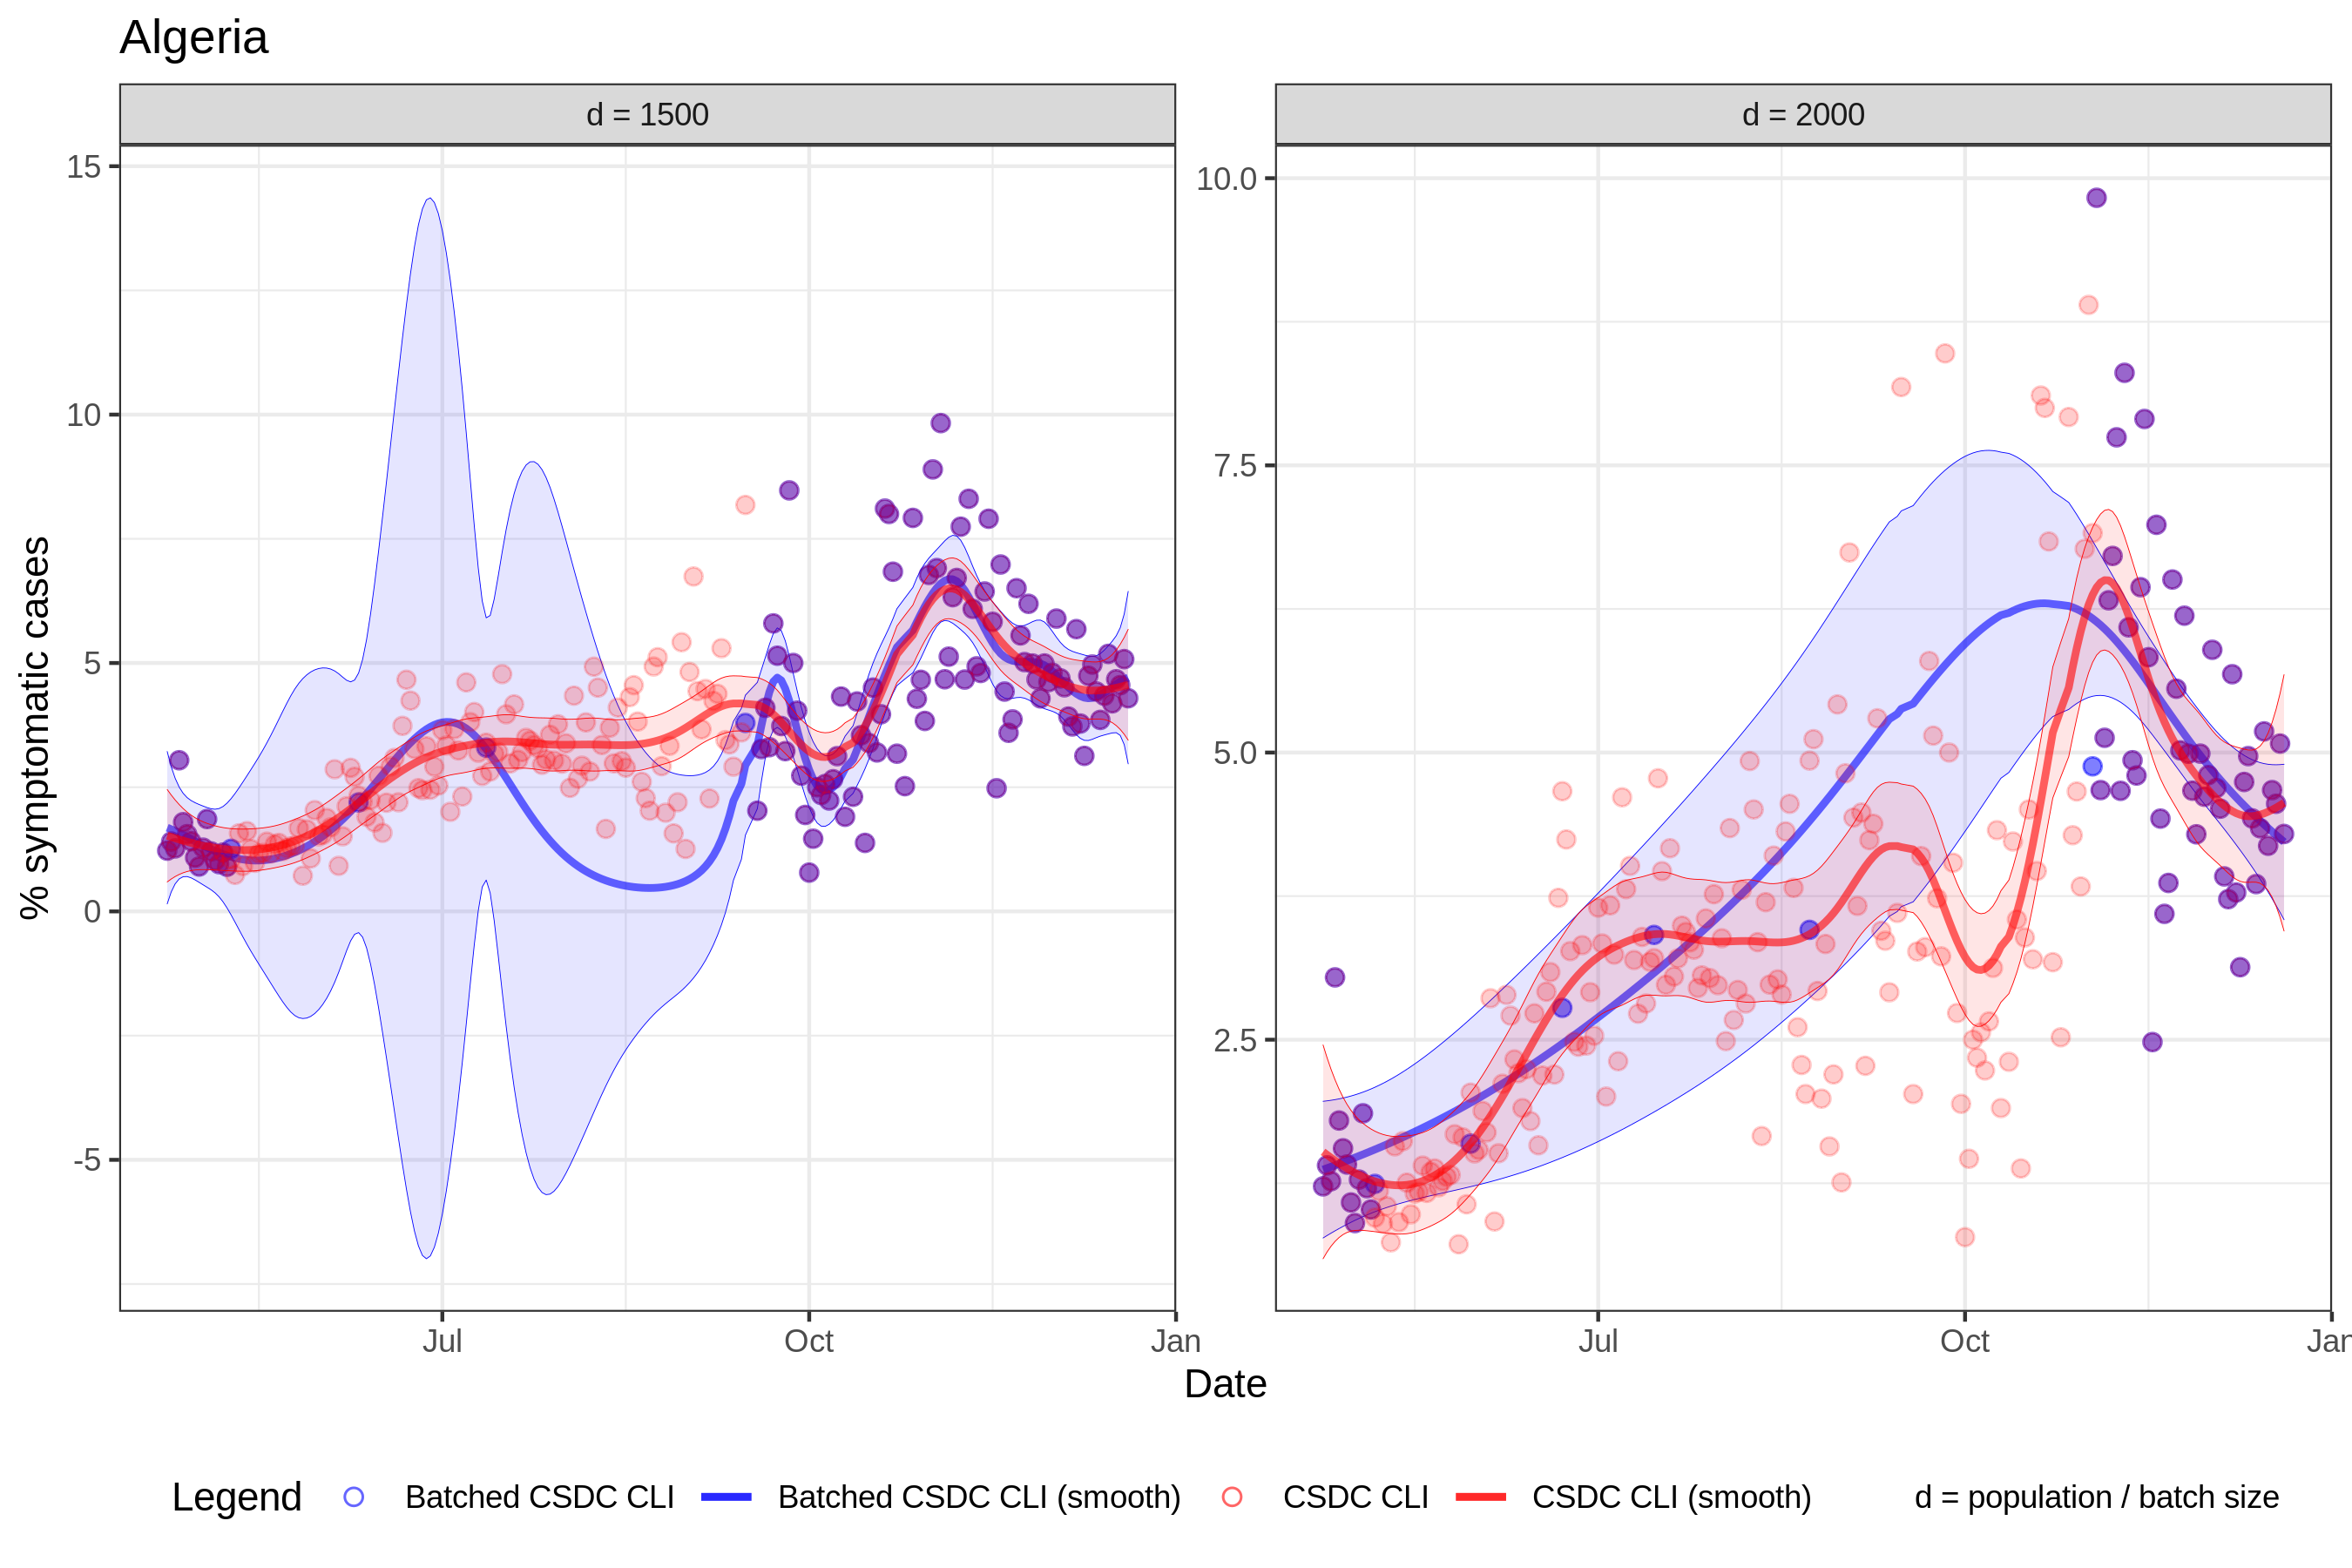 Algeria
d = 1500
d = 2000
% symptomatic cases
15
10
5
0
-5
10.0
7.5
5.0
2.5
Jul
Oct
Jan
Jul
Oct
Jan
Date
Legend
Batched CSDC CLI
Batched CSDC CLI (smooth)
CSDC CLI
CSDC CLI (smooth)
d = population / batch size